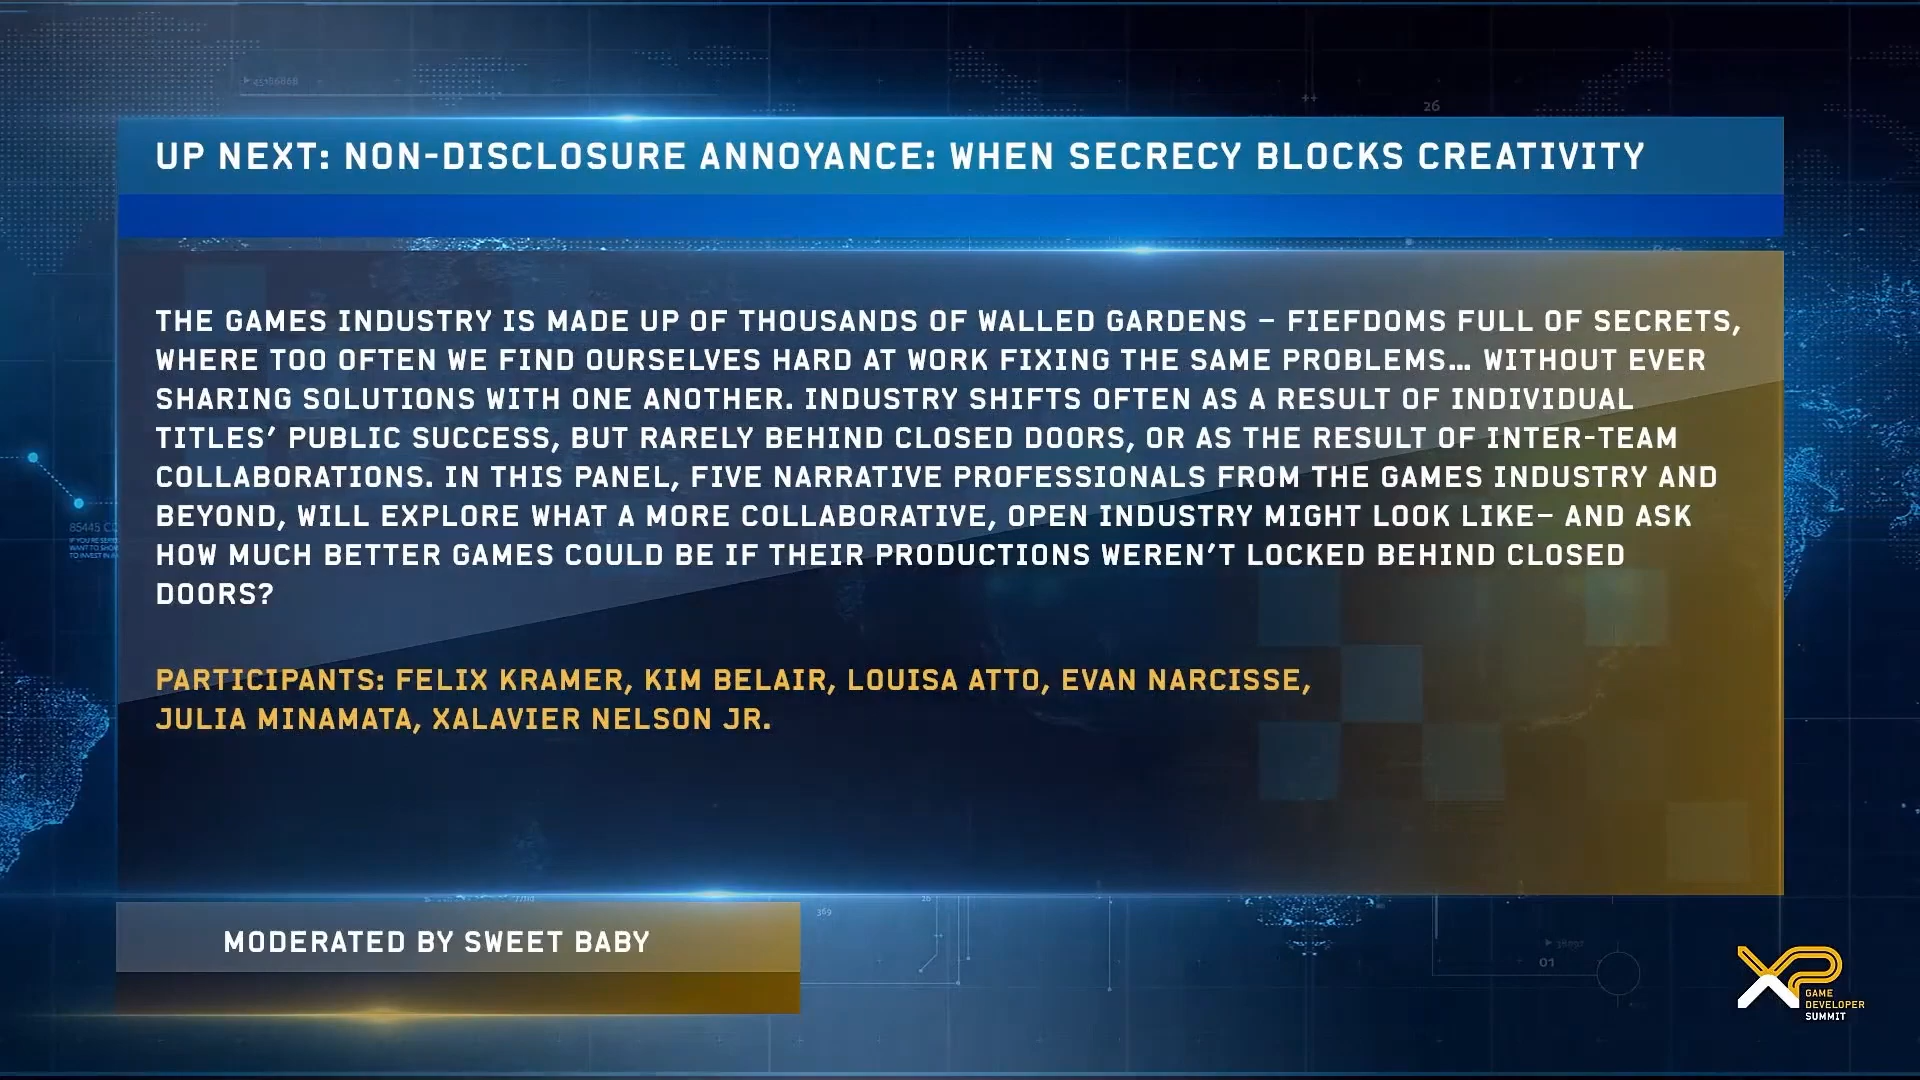 45186868
26
UP NEXT: NON-DISCLOSURE ANNOYANCE: WHEN SECRECY BLOCKS CREATIVITY
THE GAMES INDUSTRY IS MADE UP OF THOUSANDS OF WALLED GARDENS – FIEFDOMS FULL OF SECRETS,
WHERE TOO OFTEN WE FIND OURSELVES HARD AT WORK FIXING THE SAME PROBLEMS... WITHOUT EVER
SHARING SOLUTIONS WITH ONE ANOTHER. INDUSTRY SHIFTS OFTEN AS A RESULT OF INDIVIDUAL
TITLES’ PUBLIC SUCCESS, BUT RARELY BEHIND CLOSED DOORS, OR AS THE RESULT OF INTER-TEAM
COLLABORATIONS. IN THIS PANEL, FIVE NARRATIVE PROFESSIONALS FROM THE GAMES INDUSTRY AND
BEYOND, WILL EXPLORE WHAT A MORE COLLABORATIVE, OPEN INDUSTRY MIGHT LOOK LIKE– AND ASK
HOW MUCH BETTER GAMES COULD BE IF THEIR PRODUCTIONS WEREN’T LOCKED BEHIND CLOSED
DOORS?
PARTICIPANTS: FELIX KRAMER, KIM BELAIR, LOUISA ATTO, EVAN NARCISSE,
JULIA MINAMATA, XALAVIER NELSON JR.
369
MODERATED BY SWEET BABY
01
XP
GAME
DEVELOPER
SUMMIT